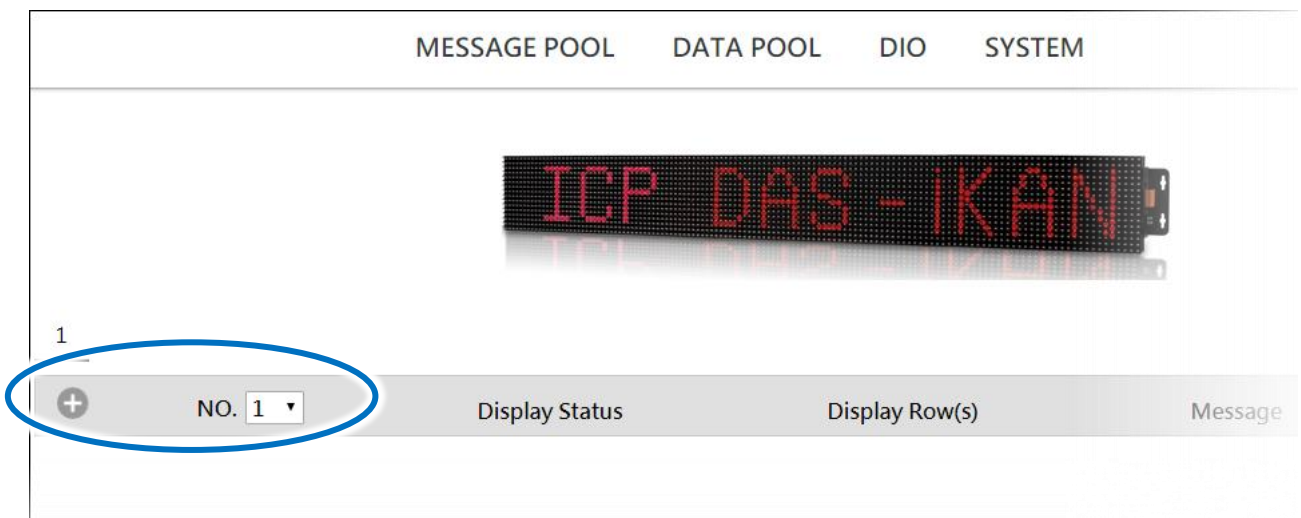 MESSAGE POOL DATA POOL DIO SYSTEM
ICP DAS-iKAN
1
NO. 1 Display Status Display Row(s) Message